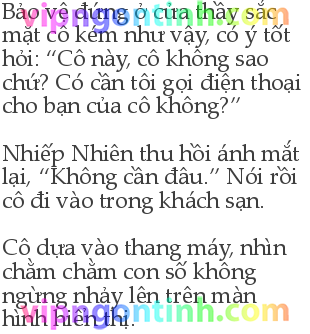 Bảo vệ đứng ở cửa thấy sắc
mặt cô kém như vậy, có ý tốt
hỏi: “Cô này, cô không sao
chứ? Có cần tôi gọi điện thoại
cho bạn của cô không?”
Nhiếp Nhiên thu hồi ánh mắt
lại, “Không cần đâu.” Nói rồi
cô đi vào trong khách sạn.
Cô dựa vào thang máy, nhìn
chằm chằm con số không
ngừng nhảy lên trên màn
hình hiển thị.
vipngontinh.com
vipngontinh.com
vipngontinh.com
vipngontinh.com